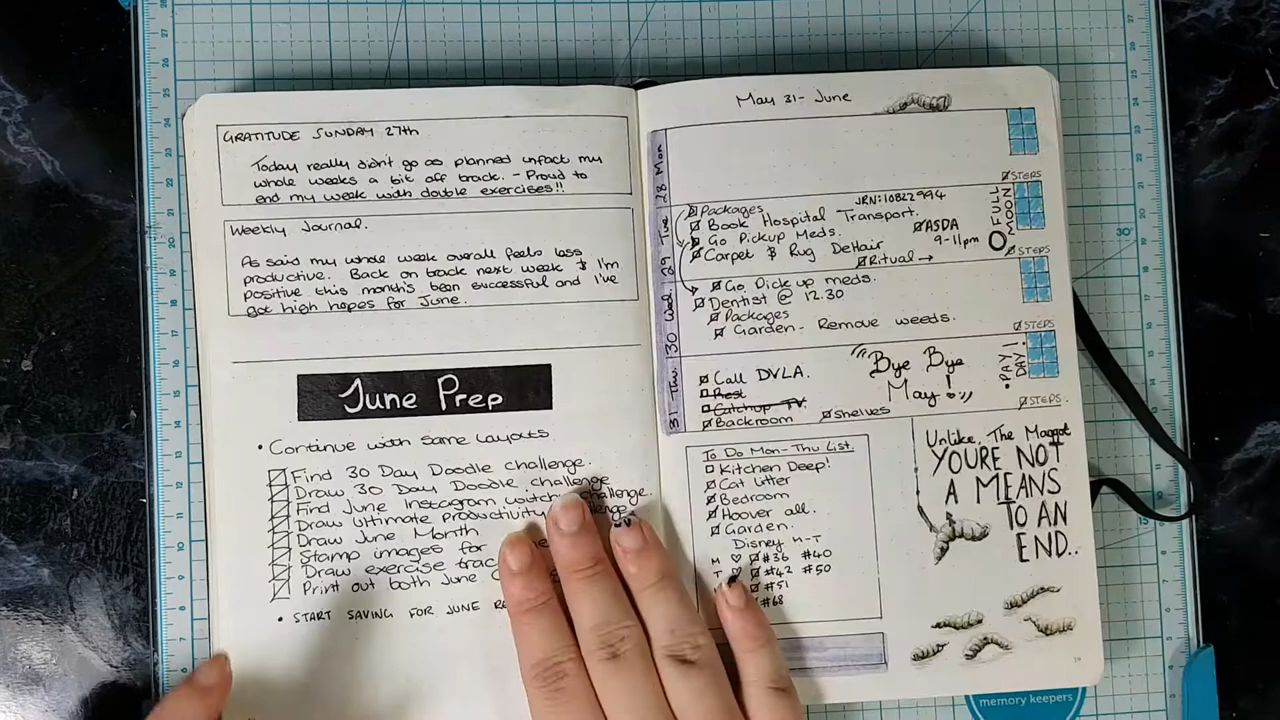 GRATITUDE SUNDAY 27th
Today really didn't go as planned infact my
whole weeks a bit off track. - Proud to
end my week with double exercises!!
Weekly Journal.
As said my whole week overall feels less
productive. Back on track next week & I'm
positive this months been successful and I've
got high hopes for June.
June Prep
• Continue with same layouts.
Find 30 Day Doodle challenge.
Draw 30 Day Doodle challenge
Find June Instagram witch challenge.
Draw ultimate productivity
Draw June Month
Stamp images for
Draw exercise
Print out both June
• START SAVING FOR JUNE
May 31 - June
28 Mon
STEPS
29 Tue
Packages
JRN:10822994
Book Hospital Transport.
Go Pickup Meds.
ASDA
9-11pm
Carpet & Rug DeHair
Ritual →
FULL MOON
STEPS
30 Wed.
Go Pick up meds.
Dentist @ 12.30
Packages
Garden - Remove weeds.
STEPS
31 Thu.
Call DVLA.
Rest
Catchup TV.
Backroom
Shelves
Bye Bye
May!
• PAY DAY!
STEPS.
To Do Mon-Thu List.
Kitchen Deep!
Cat litter
Bedroom
Hoover all.
Garden.
Disney M-T
M #36 #40
T #42 #50
#51
#68
Unlike, The Maggot
YOURE NOT
A MEANS
TO AN
END..
19
memory keepers